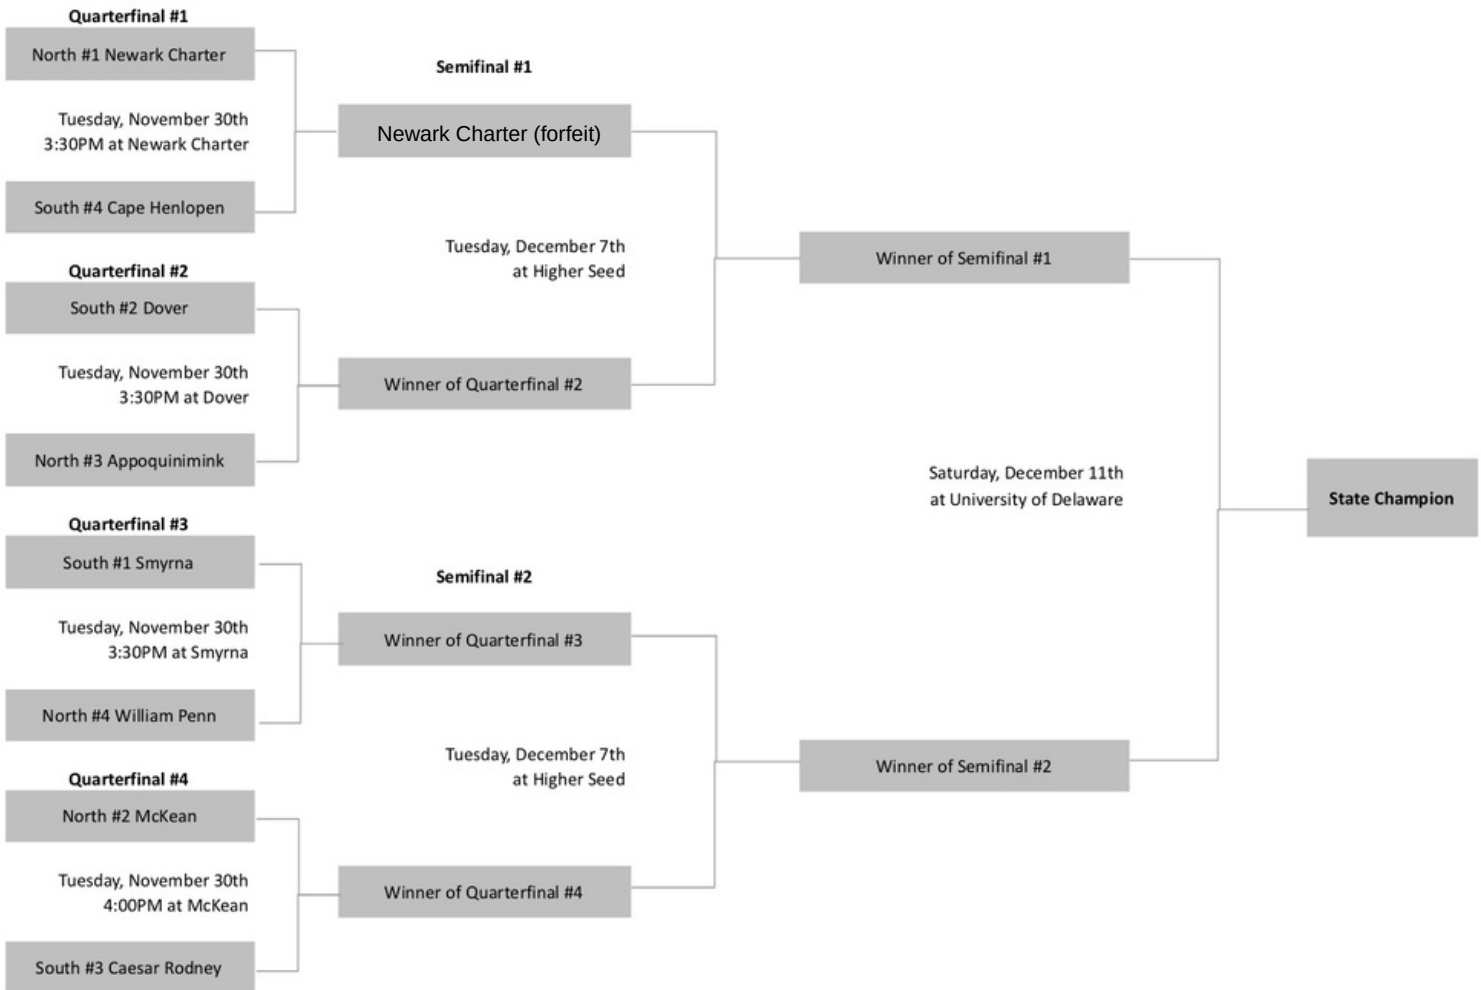 Quarterfinal #1
North #1 Newark Charter
Tuesday, November 30th
3:30PM at Newark Charter
South #4 Cape Henlopen
Quarterfinal #2
South #2 Dover
Tuesday, November 30th
3:30PM at Dover
North #3 Appoquinimink
Quarterfinal #3
South #1 Smyrna
Tuesday, November 30th
3:30PM at Smyrna
North #4 William Penn
Quarterfinal #4
North #2 McKean
Tuesday, November 30th
4:00PM at McKean
South #3 Caesar Rodney
Semifinal #1
Newark Charter (forfeit)
Tuesday, December 7th
at Higher Seed
Winner of Quarterfinal #2
Semifinal #2
Winner of Quarterfinal #3
Tuesday, December 7th
at Higher Seed
Winner of Quarterfinal #4
Winner of Semifinal #1
Saturday, December 11th
at University of Delaware
Winner of Semifinal #2
State Champion